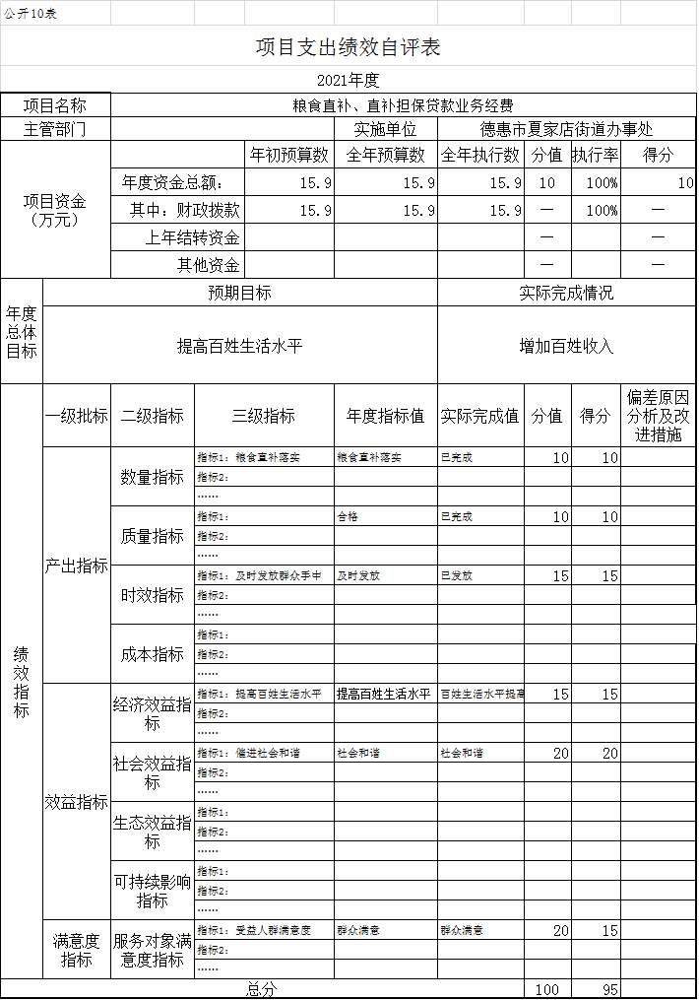 公开10表
项目支出绩效自评表
2021年度
项目名称 粮食直补、直补担保贷款业务经费
主管部门 实施单位 德惠市夏家店街道办事处
项目资金（万元） 年初预算数 全年预算数 全年执行数 分值 执行率 得分
年度资金总额： 15.9 15.9 15.9 10 100% 10
其中：财政拨款 15.9 15.9 15.9 — 100% —
上年结转资金 — —
其他资金 — —
年度总体目标 预期目标 实际完成情况
提高百姓生活水平 增加百姓收入
绩效指标 一级批标 二级指标 三级指标 年度指标值 实际完成值 分值 得分 偏差原因分析及改进措施
产出指标 数量指标 指标1：粮食直补落实 粮食直补落实 已完成 10 10
指标2：
……
质量指标 指标1： 合格 已完成 10 10
指标2：
……
时效指标 指标1：及时发放群众手中 及时发放 已发放 15 15
指标2：
……
成本指标 指标1：
指标2：
……
效益指标 经济效益指标 指标1：提高百姓生活水平 提高百姓生活水平 百姓生活水平提高 15 15
指标2：
……
社会效益指标 指标1：催进社会和谐 社会和谐 社会和谐 20 20
指标2：
……
生态效益指标 指标1：
指标2：
……
可持续影响指标 指标1：
指标2：
……
满意度指标 服务对象满意度指标 指标1：受益人群满意度 群众满意 群众满意 20 15
指标2：
……
总分 100 95